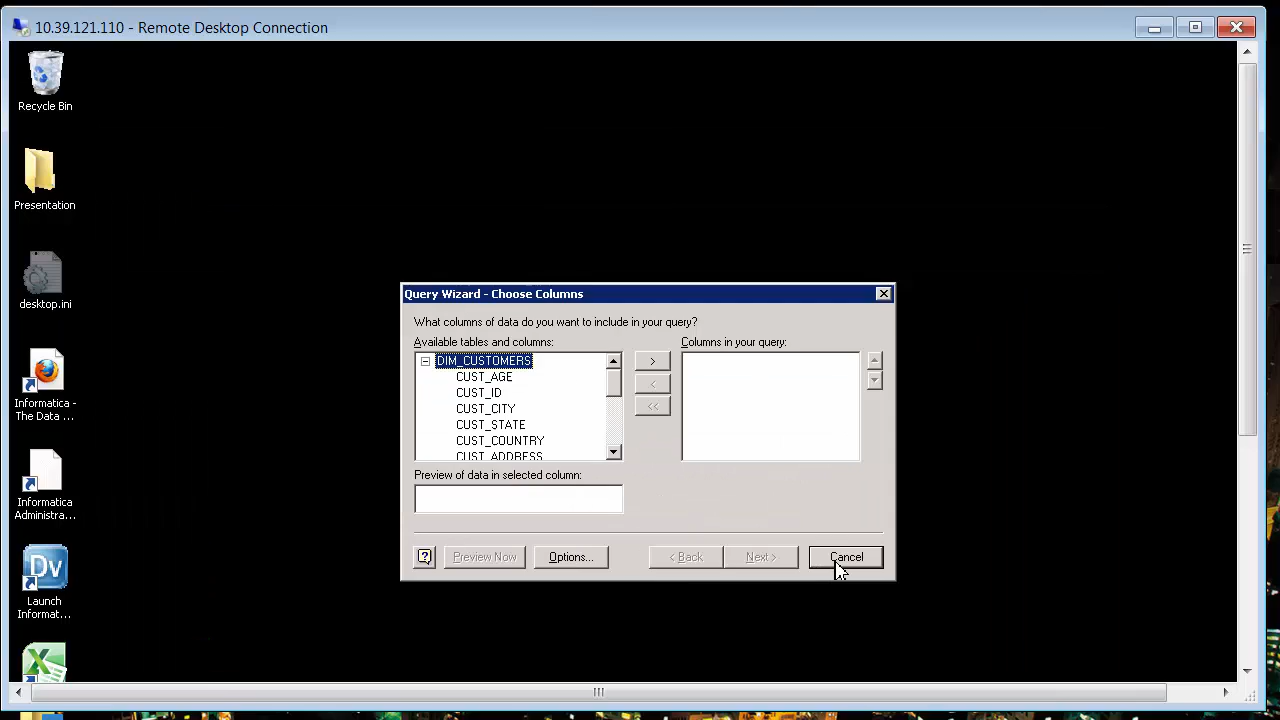 10.39.121.110 - Remote Desktop Connection
Recycle Bin
Presentation
desktop.ini
Informatica -
The Data ...
Informatica
Administra...
Dv
Launch
Informat...
Query Wizard - Choose Columns
What columns of data do you want to include in your query?
Available tables and columns:
Columns in your query:
DIM_CUSTOMERS
CUST_AGE
CUST_ID
CUST_CITY
CUST_STATE
CUST_COUNTRY
CUST_ADDRESS
>
<
<<
Preview of data in selected column:
? Preview Now Options... < Back Next > Cancel